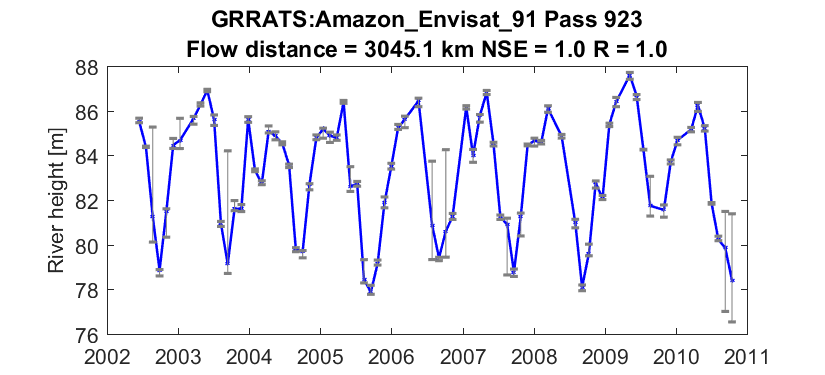 GRRATS:Amazon_Envisat_91 Pass 923
Flow distance = 3045.1 km NSE = 1.0 R = 1.0
River height [m]
88
86
84
82
80
78
76
2002 2003 2004 2005 2006 2007 2008 2009 2010 2011